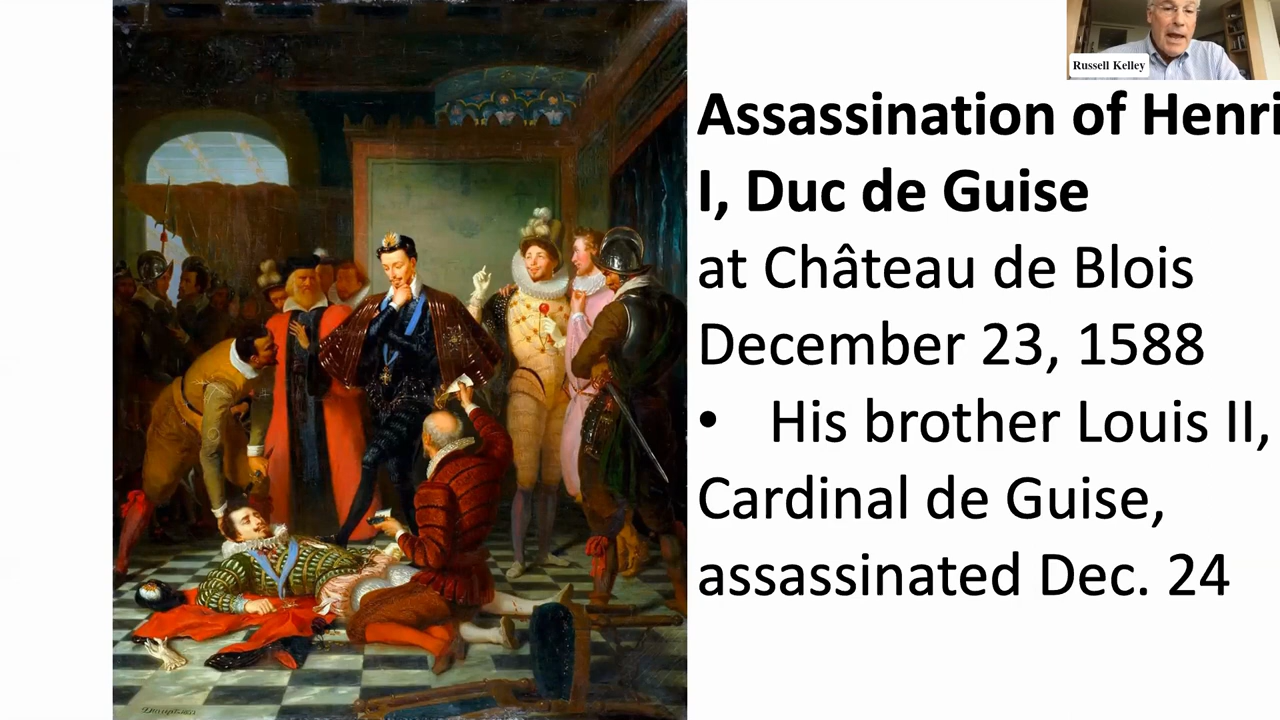 Russell Kelley
Assassination of Henri
I, Duc de Guise
at Château de Blois
December 23, 1588
• His brother Louis II,
Cardinal de Guise,
assassinated Dec. 24